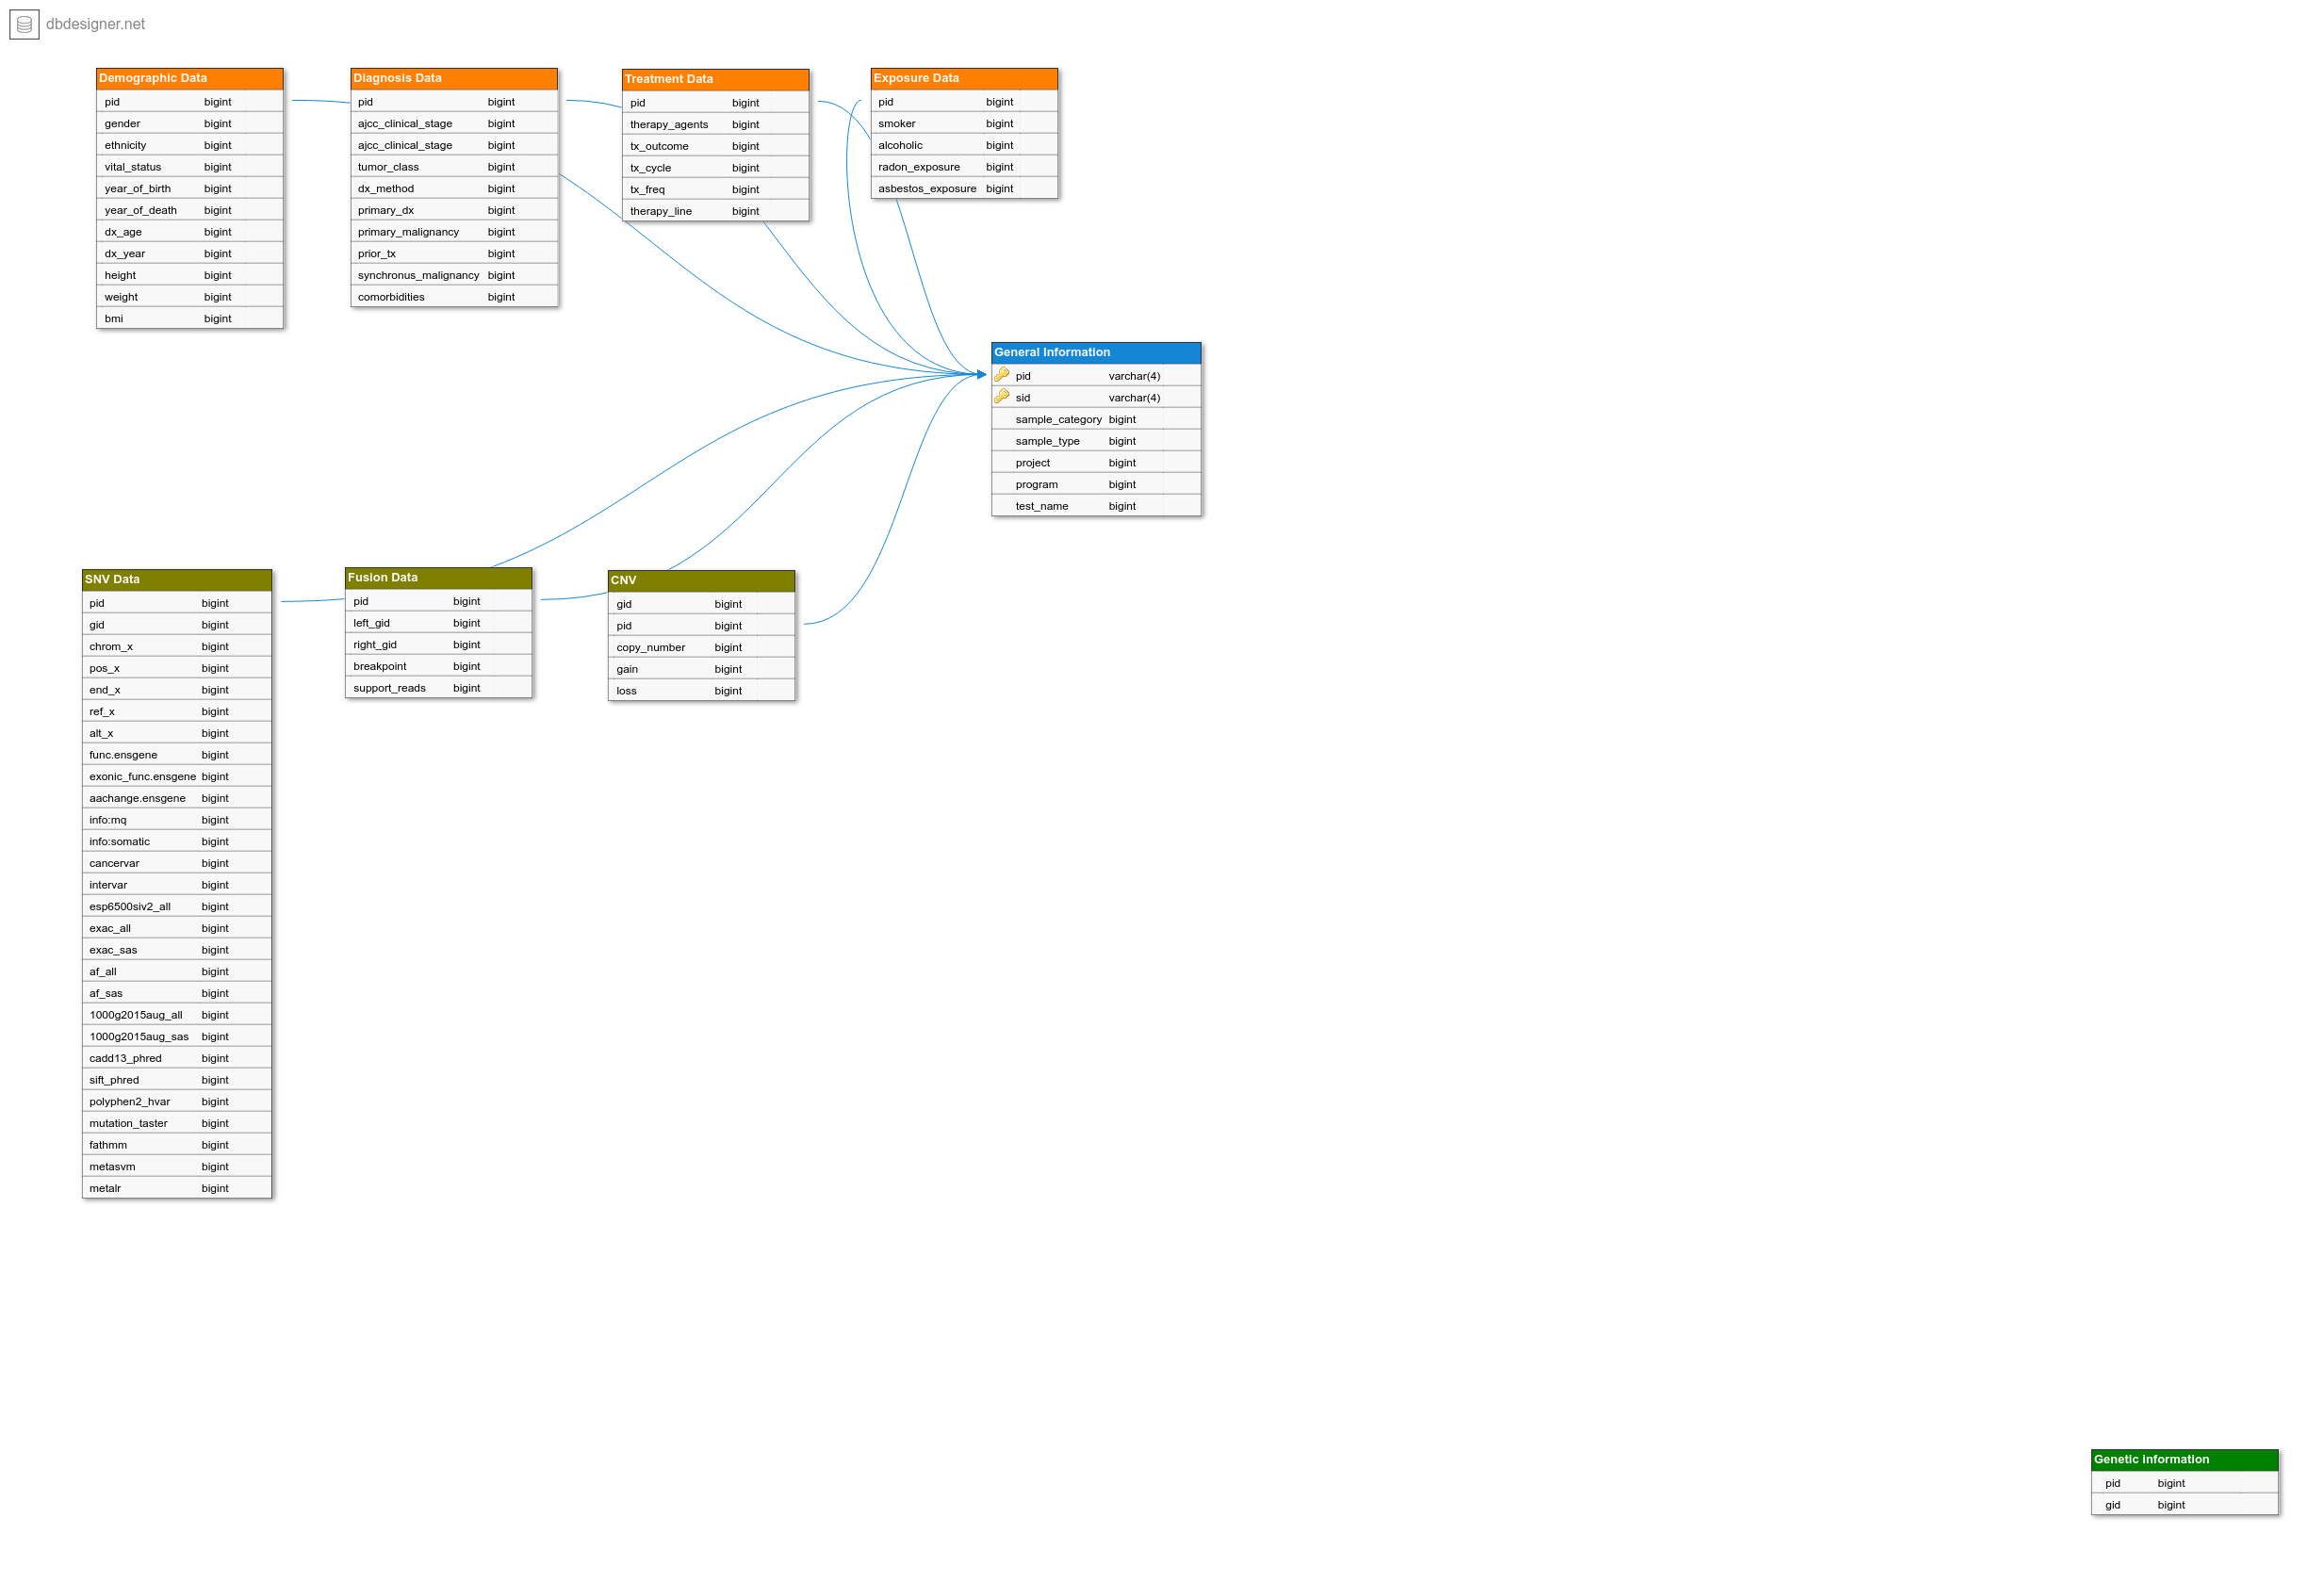 dbdesigner.net
Demographic Data
pid bigint
gender bigint
ethnicity bigint
vital_status bigint
year_of_birth bigint
year_of_death bigint
dx_age bigint
dx_year bigint
height bigint
weight bigint
bmi bigint
Diagnosis Data
pid bigint
ajcc_clinical_stage bigint
ajcc_clinical_stage bigint
tumor_class bigint
dx_method bigint
primary_dx bigint
primary_malignancy bigint
prior_tx bigint
synchronus_malignancy bigint
comorbidities bigint
Treatment Data
pid bigint
therapy_agents bigint
tx_outcome bigint
tx_cycle bigint
tx_freq bigint
therapy_line bigint
Exposure Data
pid bigint
smoker bigint
alcoholic bigint
radon_exposure bigint
asbestos_exposure bigint
General Information
pid varchar(4)
sid varchar(4)
sample_category bigint
sample_type bigint
project bigint
program bigint
test_name bigint
SNV Data
pid bigint
gid bigint
chrom_x bigint
pos_x bigint
end_x bigint
ref_x bigint
alt_x bigint
func.ensgene bigint
exonic_func.ensgene bigint
aachange.ensgene bigint
info:mq bigint
info:somatic bigint
cancervar bigint
intervar bigint
esp6500siv2_all bigint
exac_all bigint
exac_sas bigint
af_all bigint
af_sas bigint
1000g2015aug_all bigint
1000g2015aug_sas bigint
cadd13_phred bigint
sift_phred bigint
polyphen2_hvar bigint
mutation_taster bigint
fathmm bigint
metasvm bigint
metalr bigint
Fusion Data
pid bigint
left_gid bigint
right_gid bigint
breakpoint bigint
support_reads bigint
CNV
gid bigint
pid bigint
copy_number bigint
gain bigint
loss bigint
Genetic information
pid bigint
gid bigint